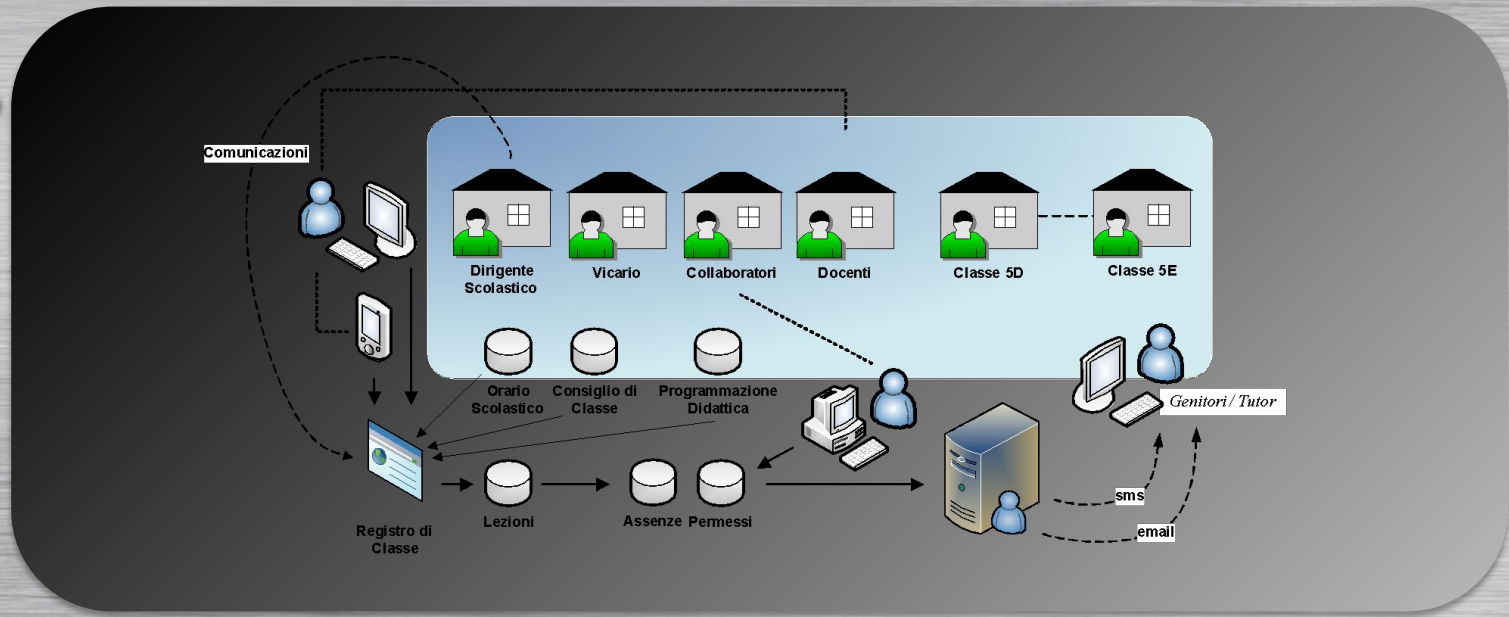 Comunicazioni
Dirigente
Scolastico
Vicario
Collaboratori
Docenti
Classe 5D
Classe 5E
Orario
Scolastico
Consiglio di
Classe
Programmazione
Didattica
Genitori / Tutor
Registro di
Classe
Lezioni
Assenze
Permessi
sms
email